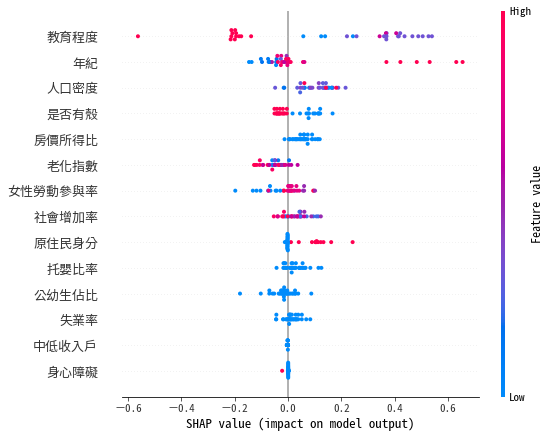 High
教育程度
年紀
人口密度
是否有殼
房價所得比
老化指數
女性勞動參與率
社會增加率
原住民身分
托嬰比率
公幼生佔比
失業率
中低收入戶
身心障礙
Feature value
Low
−0.6 −0.4 −0.2 0.0 0.2 0.4 0.6
SHAP value (impact on model output)